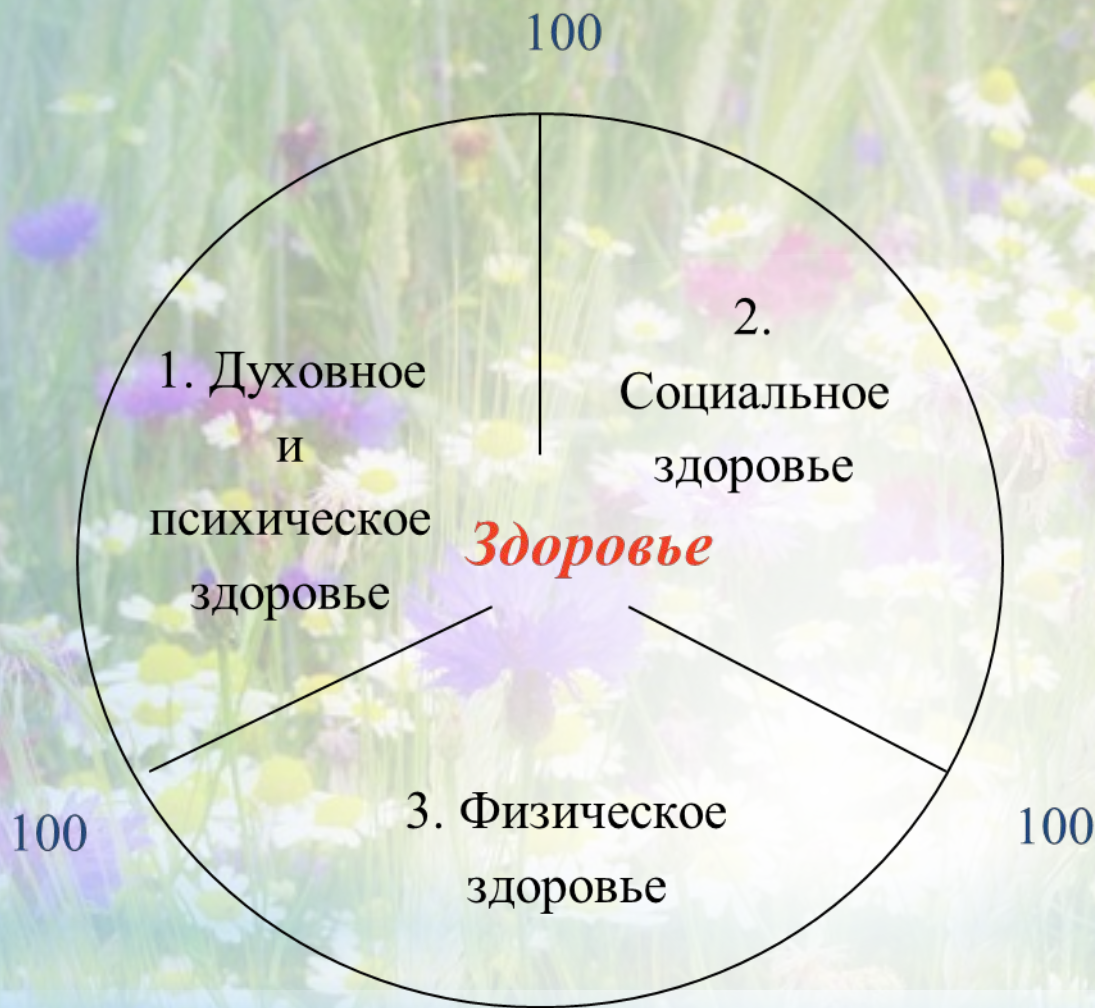 100
1. Духовное
и
психическое
здоровье
2.
Социальное
здоровье
Здоровье
3. Физическое
здоровье
100
100